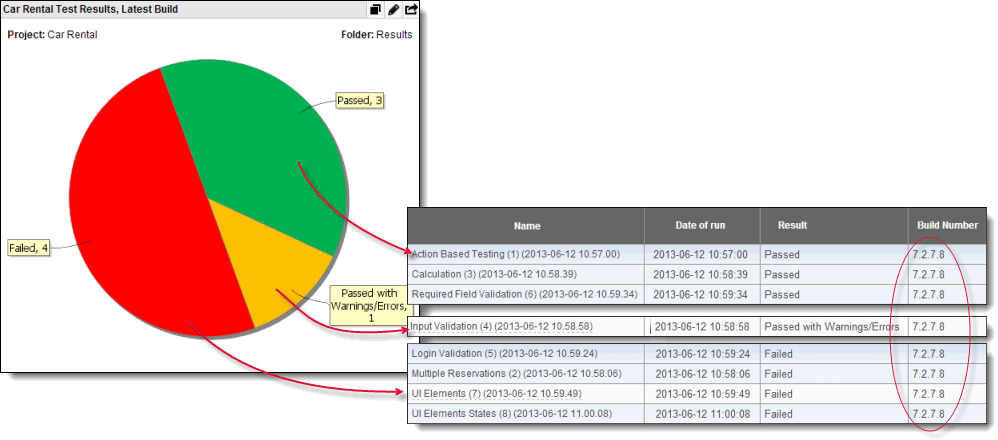 Car Rental Test Results, Latest Build
Project: Car Rental Folder: Results
Passed, 3
Failed, 4
Passed with
Warnings/Errors,
1
Name Date of run Result Build Number
Action Based Testing (1) (2013-06-12 10.57.00) 2013-06-12 10:57:00 Passed 7.2.7.8
Calculation (3) (2013-06-12 10.58.39) 2013-06-12 10:58:39 Passed 7.2.7.8
Required Field Validation (6) (2013-06-12 10.59.34) 2013-06-12 10:59:34 Passed 7.2.7.8
Input Validation (4) (2013-06-12 10.58.58) 2013-06-12 10:58:58 Passed with Warnings/Errors 7.2.7.8
Login Validation (5) (2013-06-12 10.59.24) 2013-06-12 10:59:24 Failed 7.2.7.8
Multiple Reservations (2) (2013-06-12 10.58.06) 2013-06-12 10:58:06 Failed 7.2.7.8
UI Elements (7) (2013-06-12 10.59.49) 2013-06-12 10:59:49 Failed 7.2.7.8
UI Elements States (8) (2013-06-12 11.00.08) 2013-06-12 11:00:08 Failed 7.2.7.8